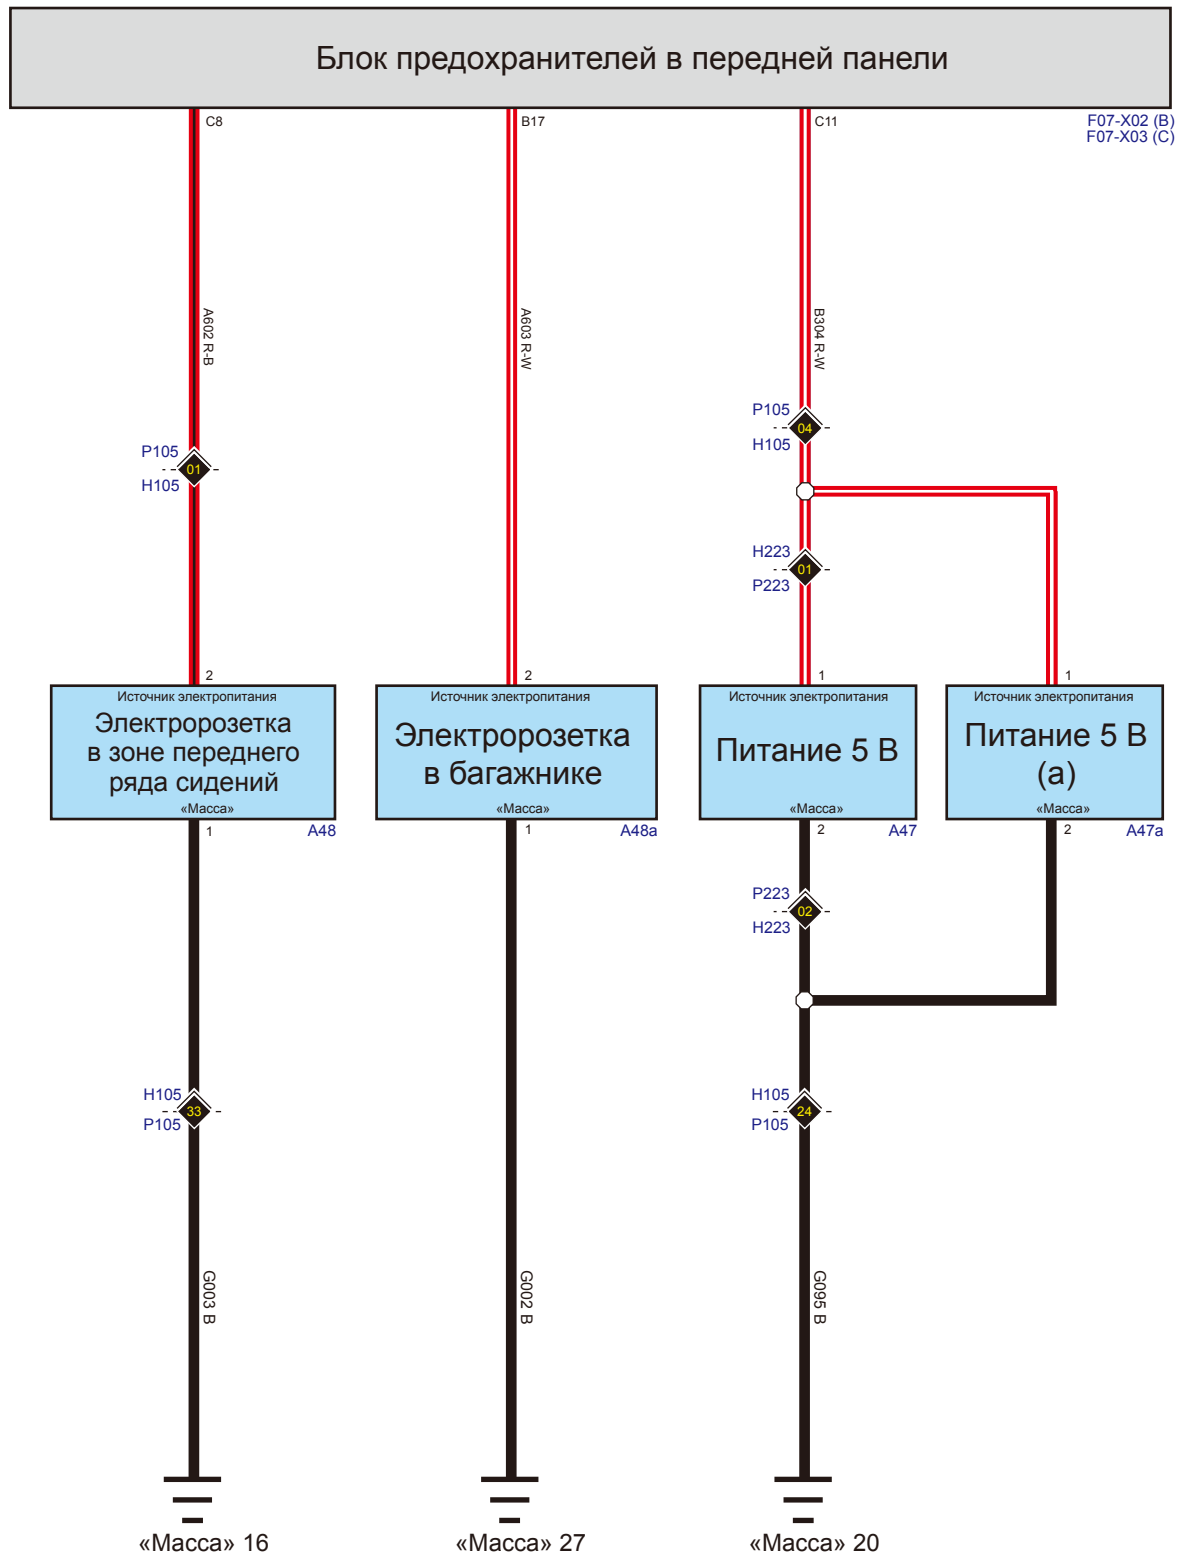 Блок предохранителей в передней панели
C8
B17
C11
F07-X02 (B)
F07-X03 (C)
A602 R-B
A603 R-W
B304 R-W
P105
04
H105
P105
01
H105
H223
01
P223
2
2
1
1
Источник электропитания
Электророзетка
в зоне переднего
ряда сидений
«Масса»
Источник электропитания
Электророзетка
в багажнике
«Масса»
Источник электропитания
Питание 5 В
«Масса»
Источник электропитания
Питание 5 В
(а)
«Масса»
1
A48
1
A48a
2
A47
2
A47a
P223
02
H223
H105
33
P105
H105
24
P105
G003 B
G002 B
G095 B
«Масса» 16
«Масса» 27
«Масса» 20